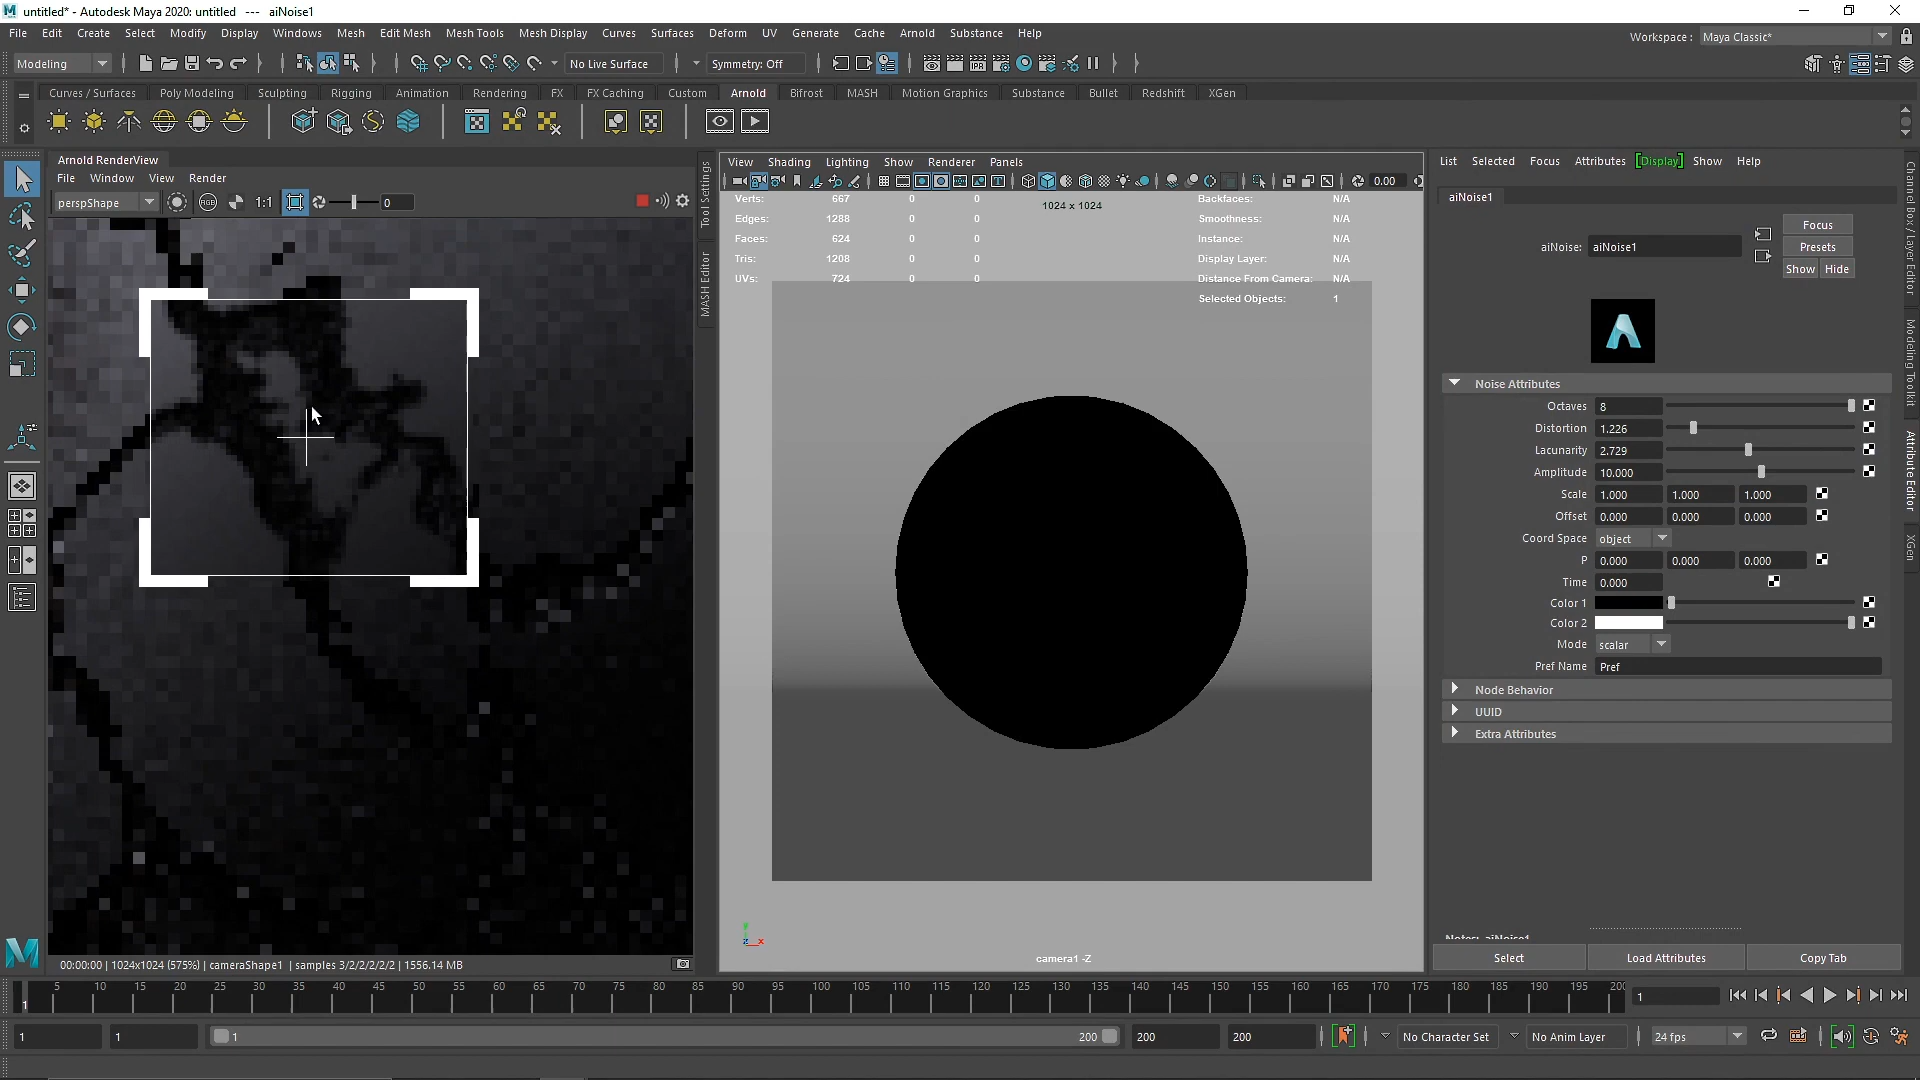 untitled* - Autodesk Maya 2020: untitled   ---   aiNoise1
File Edit Create Select Modify Display Windows Mesh Edit Mesh Mesh Tools Mesh Display Curves Surfaces Deform UV Generate Cache Arnold Substance Help
Workspace : Maya Classic*
Modeling No Live Surface Symmetry: Off
Curves / Surfaces Poly Modeling Sculpting Rigging Animation Rendering FX FX Caching Custom Arnold Bifrost MASH Motion Graphics Substance Bullet Redshift XGen
Arnold RenderView
File Window View Render
perspShape RGB 1:1 0
Tool Settings
MASH Editor
View Shading Lighting Show Renderer Panels
0.00
Verts: 667 0 0
Edges: 1288 0 0
Faces: 624 0 0
Tris: 1208 0 0
UVs: 724 0 0
1024 x 1024
Backfaces: N/A
Smoothness: N/A
Instance: N/A
Display Layer: N/A
Distance From Camera: N/A
Selected Objects: 1
camera1 -Z
List Selected Focus Attributes [Display] Show Help
aiNoise1
aiNoise: aiNoise1
Focus
Presets
Show Hide
Noise Attributes
Octaves 8
Distortion 1.226
Lacunarity 2.729
Amplitude 10.000
Scale 1.000 1.000 1.000
Offset 0.000 0.000 0.000
Coord Space object
P 0.000 0.000 0.000
Time 0.000
Color 1
Color 2
Mode scalar
Pref Name Pref
Node Behavior
UUID
Extra Attributes
Notes: aiNoise1
Select Load Attributes Copy Tab
Channel Box / Layer Editor
Modeling Toolkit
Attribute Editor
XGen
00:00:00 | 1024x1024 (575%) | cameraShape1 | samples 3/2/2/2/2/2 | 1556.14 MB
5 10 15 20 25 30 35 40 45 50 55 60 65 70 75 80 85 90 95 100 105 110 115 120 125 130 135 140 145 150 155 160 165 170 175 180 185 190 195 200
1
1
1 1 1 200 200 200 No Character Set No Anim Layer 24 fps